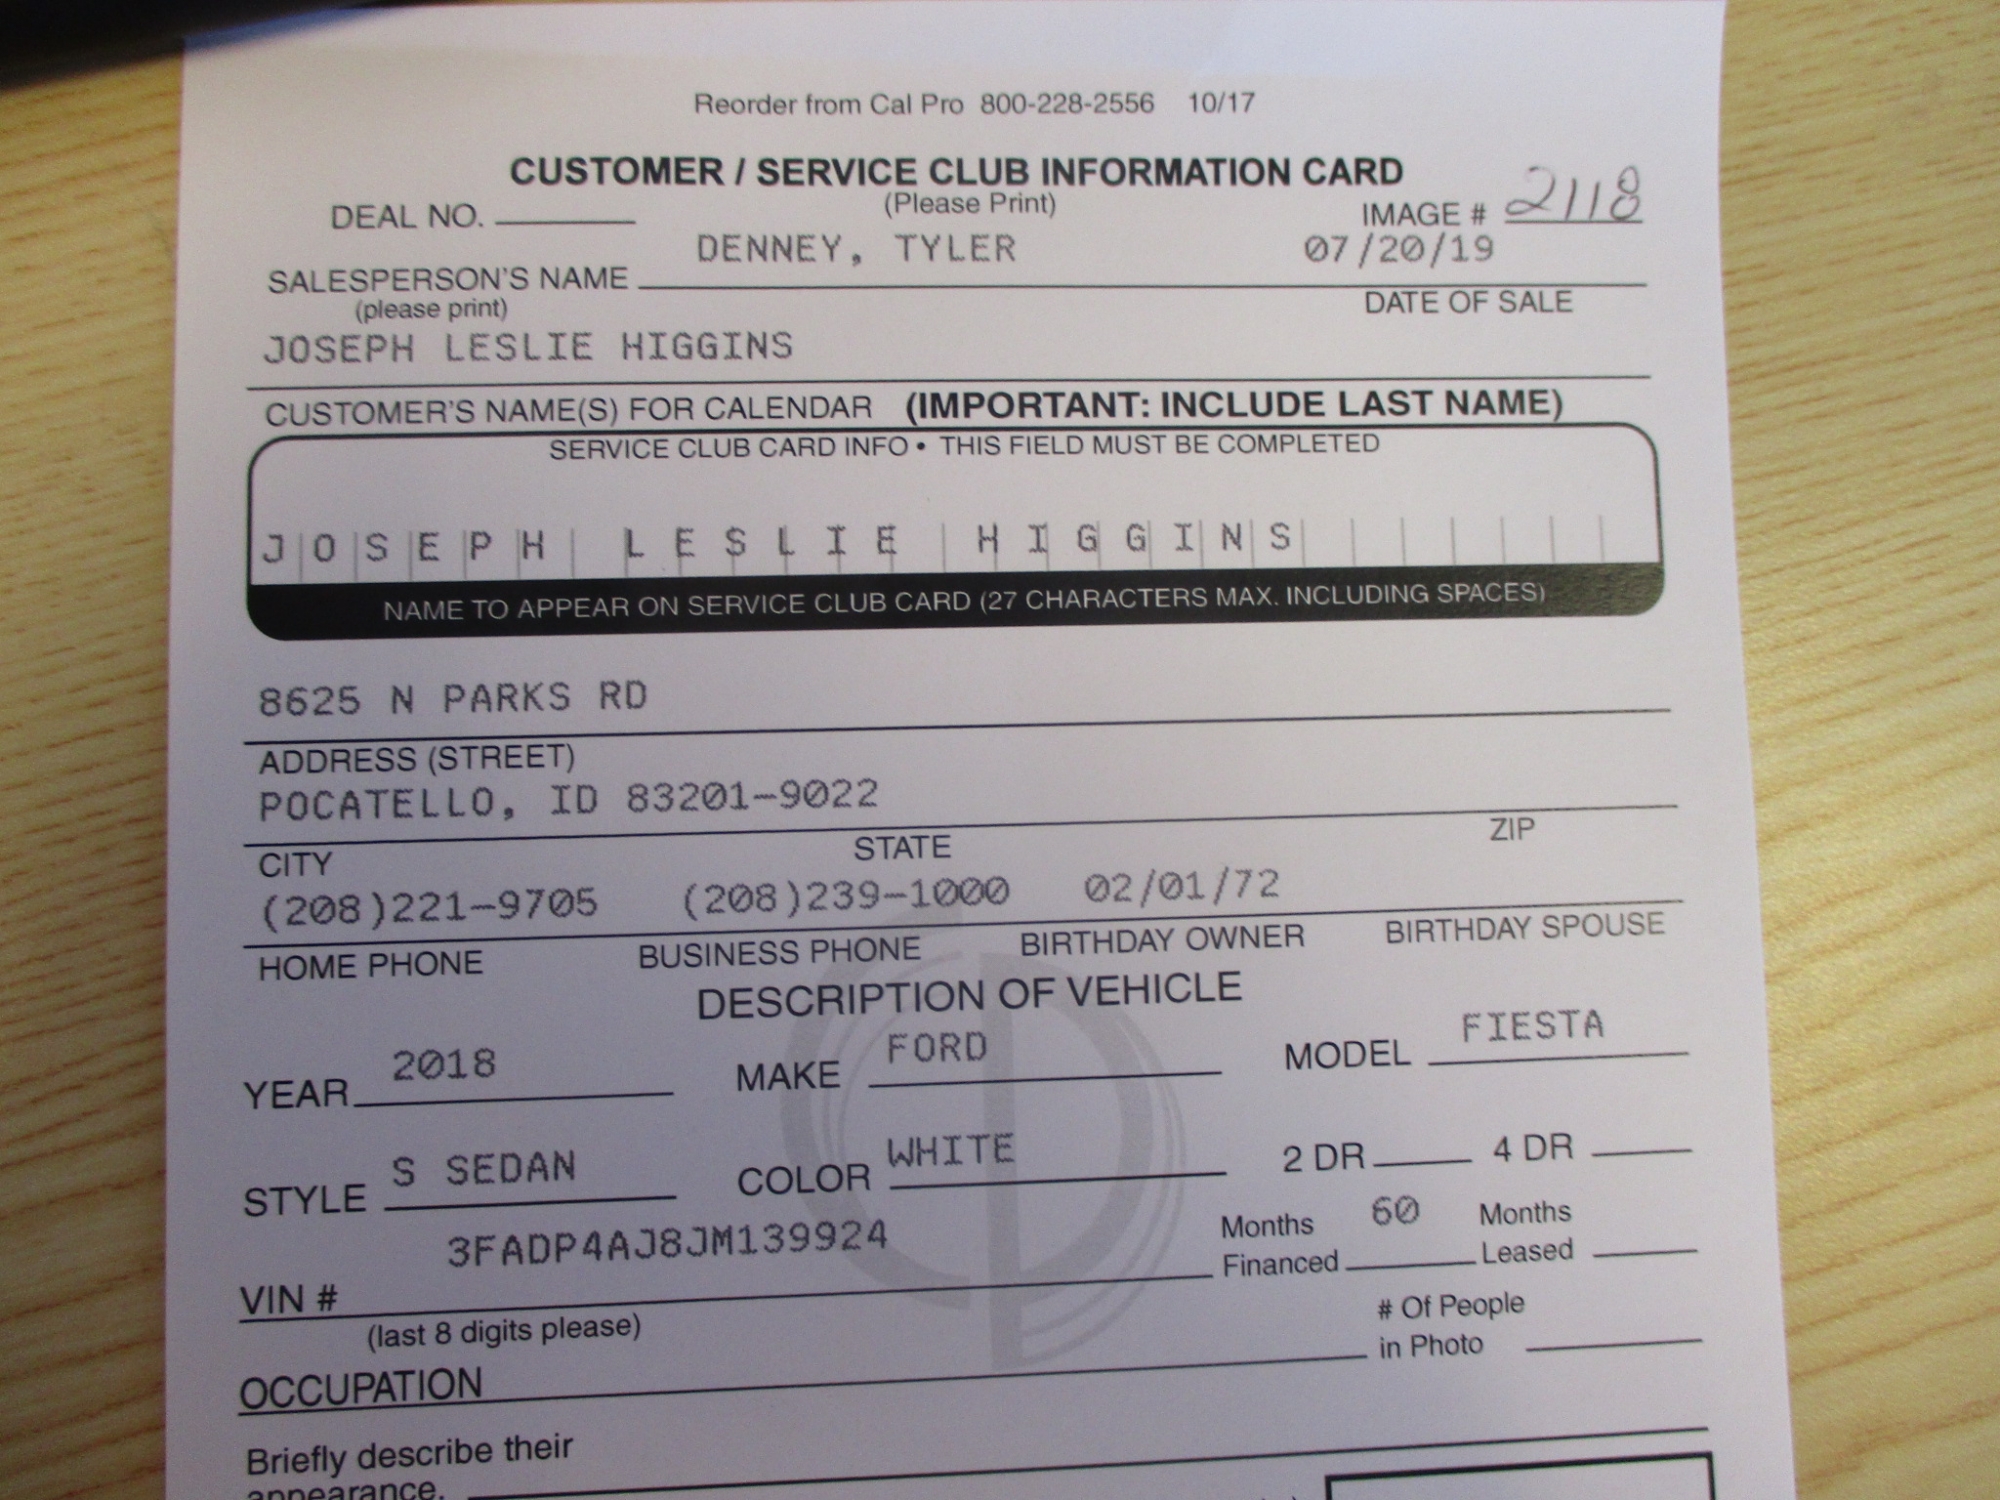 Reorder from Cal Pro 800-228-2556 10/17
CUSTOMER / SERVICE CLUB INFORMATION CARD
(Please Print)
DEAL NO. IMAGE # 2118
DENNEY, TYLER 07/20/19
SALESPERSON'S NAME
(please print) DATE OF SALE
JOSEPH LESLIE HIGGINS
CUSTOMER'S NAME(S) FOR CALENDAR (IMPORTANT: INCLUDE LAST NAME)
SERVICE CLUB CARD INFO • THIS FIELD MUST BE COMPLETED
JOSEPH LESLIE HIGGINS
NAME TO APPEAR ON SERVICE CLUB CARD (27 CHARACTERS MAX. INCLUDING SPACES)
8625 N PARKS RD
ADDRESS (STREET)
POCATELLO, ID 83201-9022
CITY STATE ZIP
(208)221-9705 (208)239-1000 02/01/72
HOME PHONE BUSINESS PHONE BIRTHDAY OWNER BIRTHDAY SPOUSE
DESCRIPTION OF VEHICLE
YEAR 2018 MAKE FORD MODEL FIESTA
STYLE S SEDAN COLOR WHITE 2 DR 4 DR
3FADP4AJ8JM139924 Months 60 Months
VIN # Financed Leased
(last 8 digits please) # Of People
OCCUPATION in Photo
Briefly describe their
appearance.